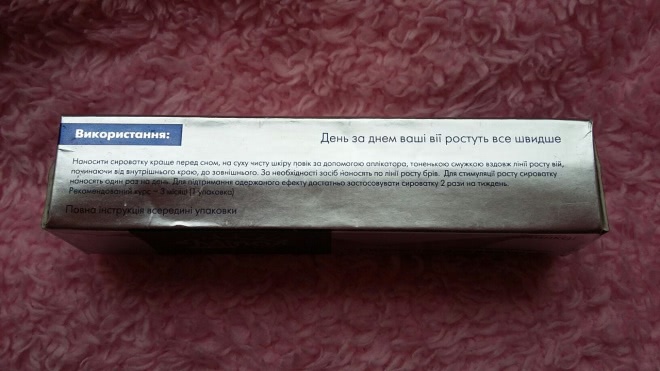 Використання:
День за днем ваші вії ростуть все швидше
Наносити сироватку краще перед сном, на суху чисту шкіру повік за допомогою аплікатора, тоненькою смужкою вздовж лінії росту вій,
починаючи від внутрішнього краю, до зовнішнього. За необхідності засіб наносять по лінії росту брів. Для стимуляції росту сироватку
наносять один раз на день. Для підтримання одержаного ефекту достатньо застосовувати сироватку 2 рази на тиждень.
Рекомендований курс – 3 місяці (1 упаковка)
Повна інструкція всередині упаковки